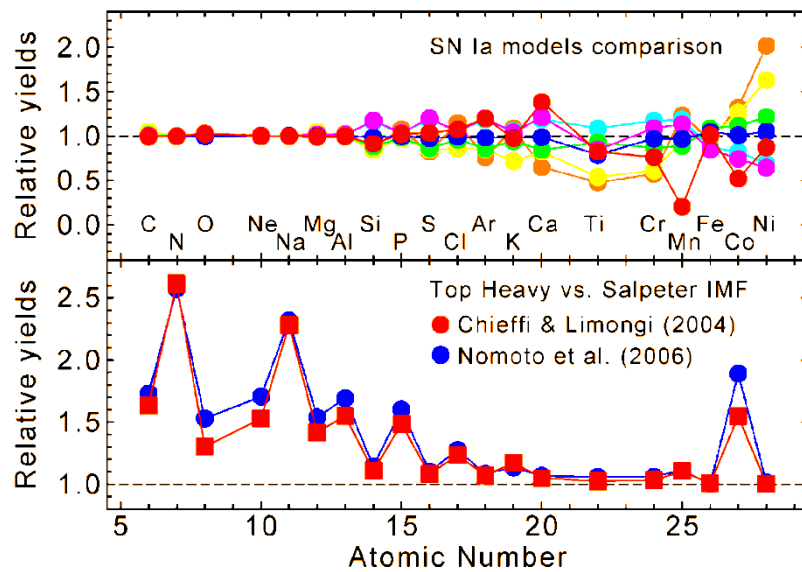 Relative yields
2.0
1.5
1.0
0.5
0.0
SN Ia models comparison
C O Ne Mg Si S Ar Ca Ti Cr Fe Ni
N Na Al P Cl K Mn Co
Relative yields
2.5
2.0
1.5
1.0
Top Heavy vs. Salpeter IMF
Chieffi & Limongi (2004)
Nomoto et al. (2006)
5 10 15 20 25
Atomic Number